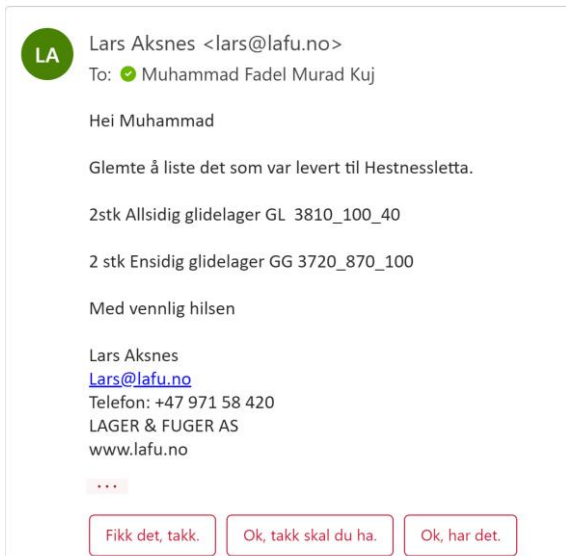 LA
Lars Aksnes <lars@lafu.no>
To: Muhammad Fadel Murad Kuj
Hei Muhammad
Glemte å liste det som var levert til Hestnessletta.
2stk Allsidig glidelager GL  3810_100_40
2 stk Ensidig glidelager GG 3720_870_100
Med vennlig hilsen
Lars Aksnes
Lars@lafu.no
Telefon: +47 971 58 420
LAGER & FUGER AS
www.lafu.no
...
Fikk det, takk.
Ok, takk skal du ha.
Ok, har det.